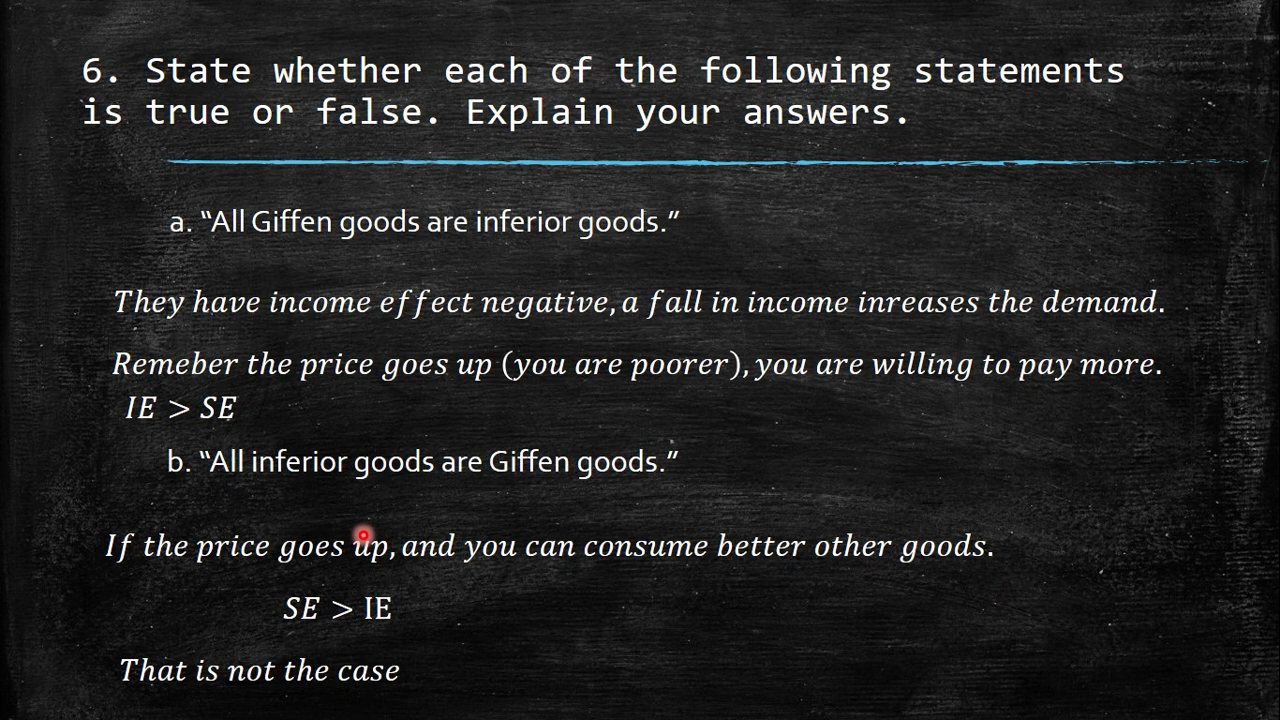 6. State whether each of the following statements
is true or false. Explain your answers.
a. “All Giffen goods are inferior goods.”
They have income effect negative, a fall in income inreases the demand.
Remeber the price goes up (you are poorer), you are willing to pay more.
IE > SE
b. “All inferior goods are Giffen goods.”
If the price goes up, and you can consume better other goods.
SE > IE
That is not the case